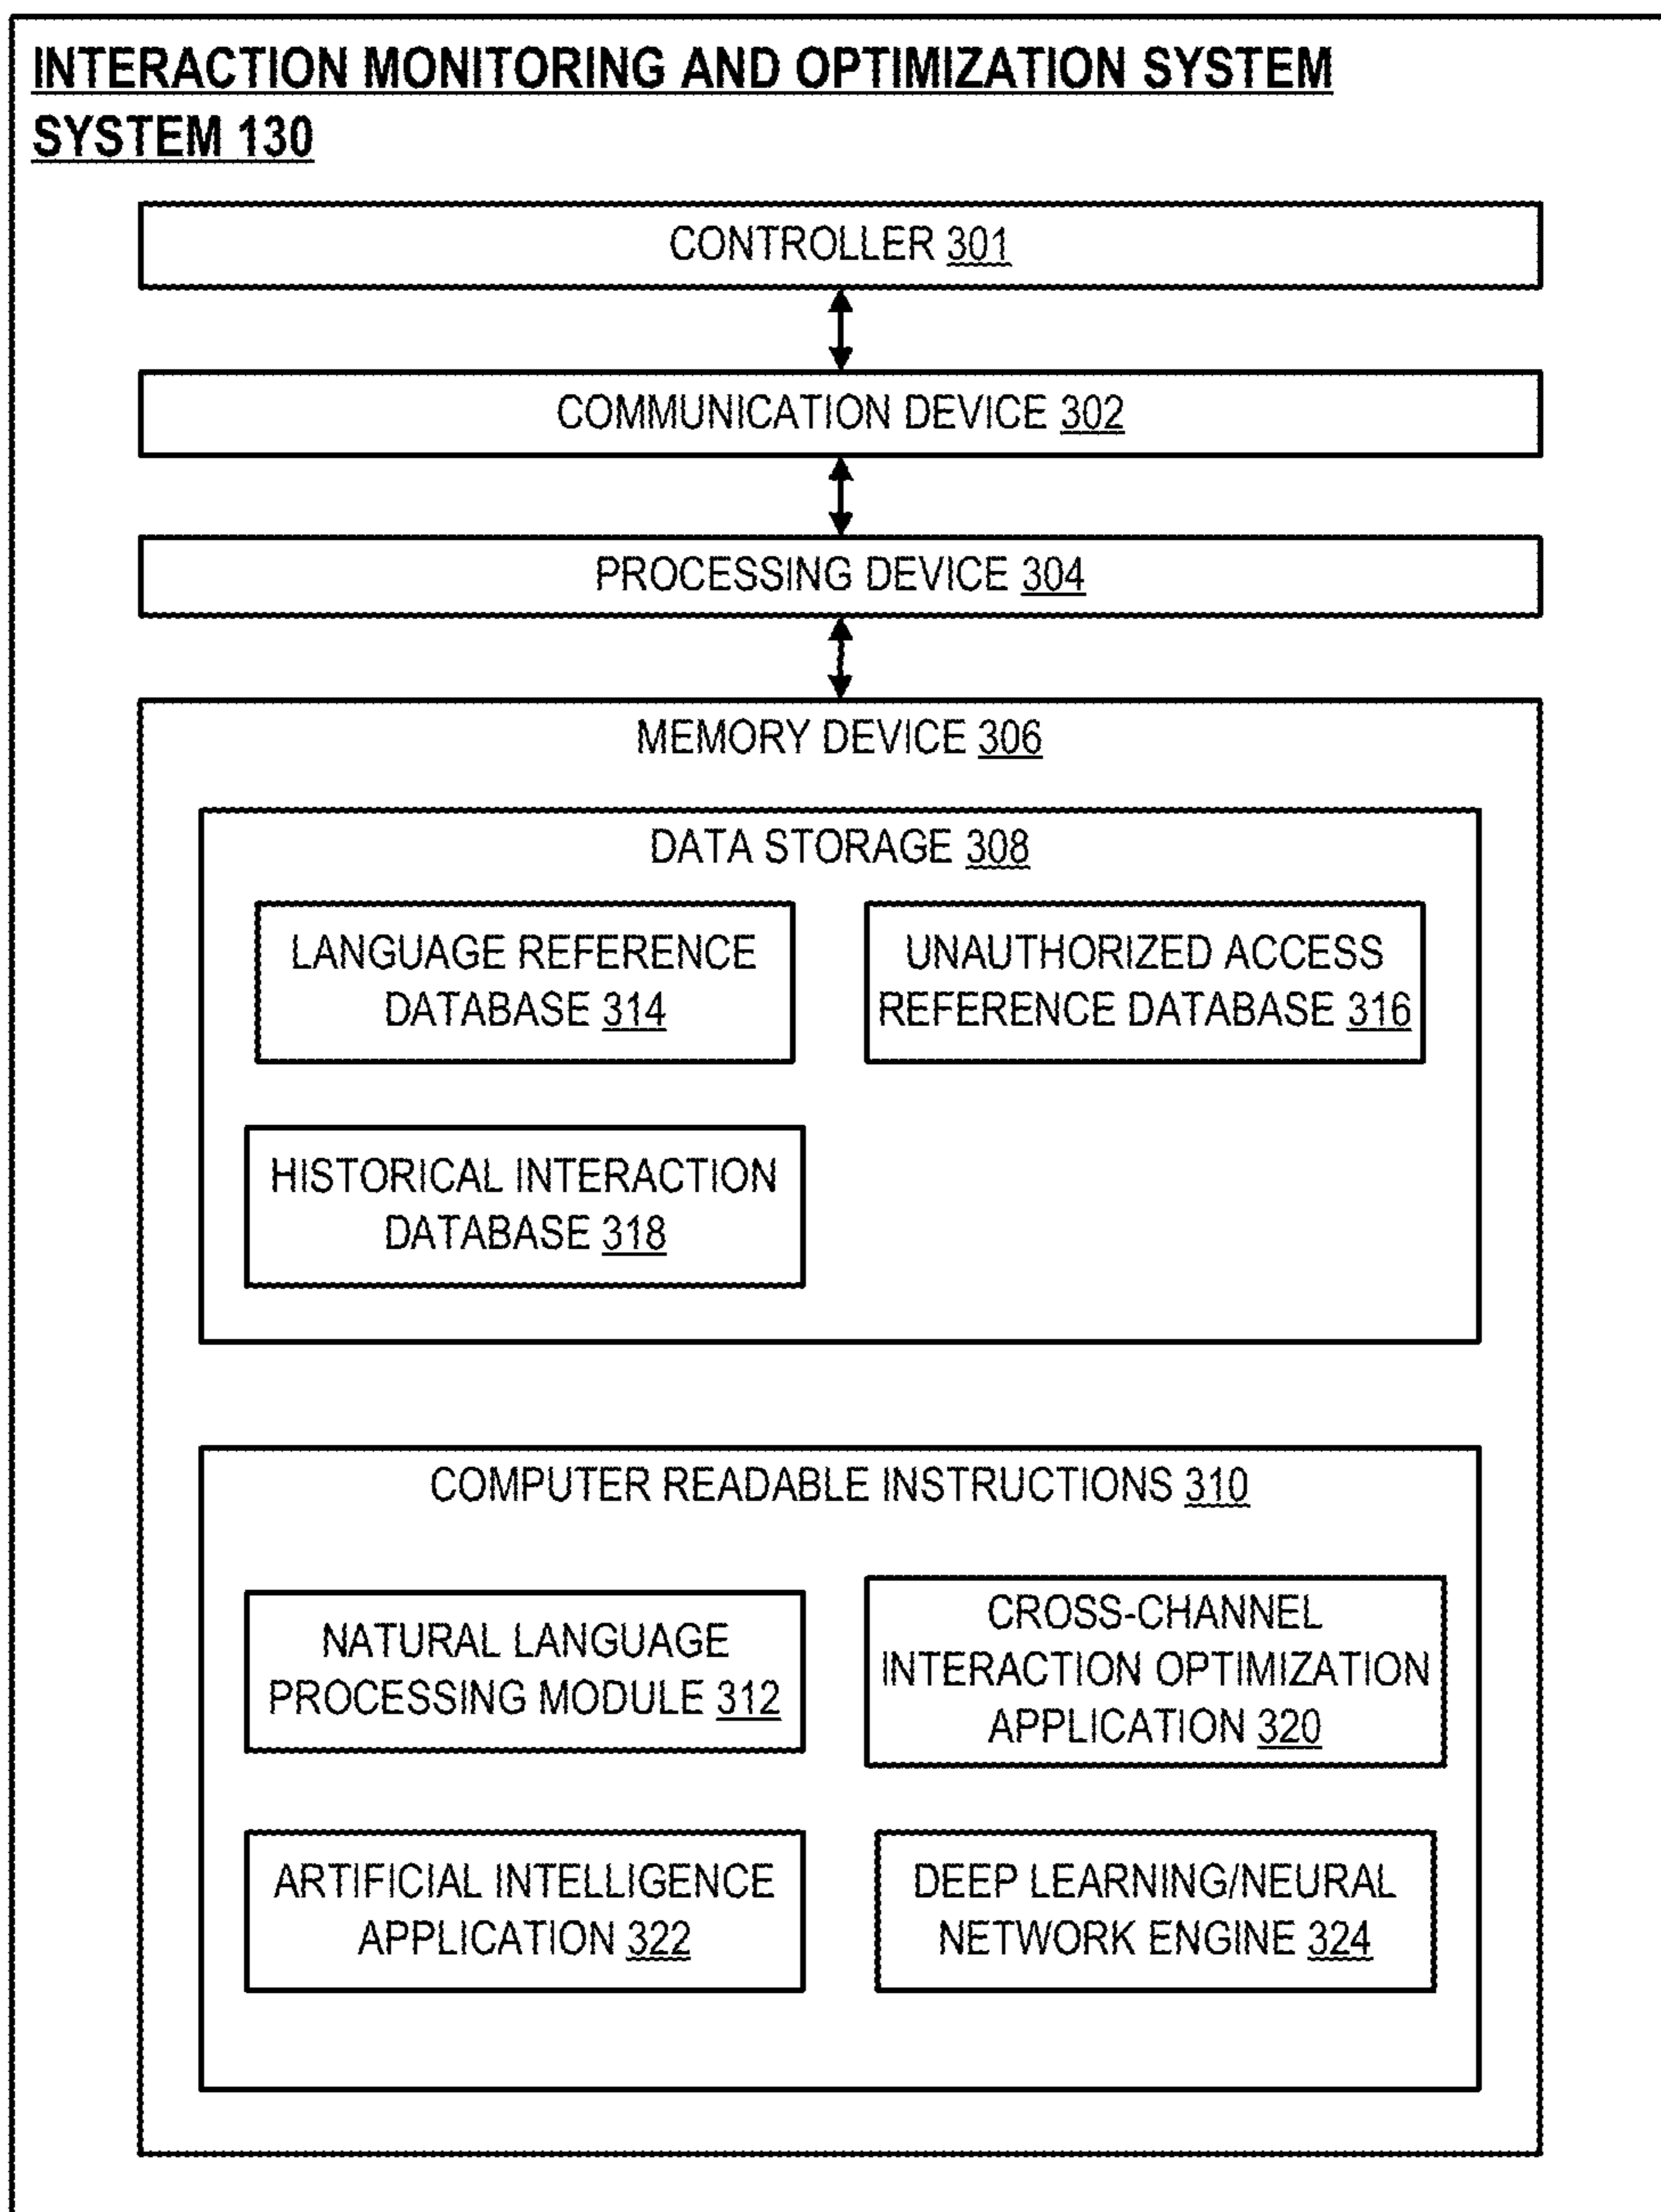 INTERACTION MONITORING AND OPTIMIZATION SYSTEM
SYSTEM 130
CONTROLLER 301
COMMUNICATION DEVICE 302
PROCESSING DEVICE 304
MEMORY DEVICE 306
DATA STORAGE 308
LANGUAGE REFERENCE
DATABASE 314
UNAUTHORIZED ACCESS
REFERENCE DATABASE 316
HISTORICAL INTERACTION
DATABASE 318
COMPUTER READABLE INSTRUCTIONS 310
NATURAL LANGUAGE
PROCESSING MODULE 312
CROSS-CHANNEL
INTERACTION OPTIMIZATION
APPLICATION 320
ARTIFICIAL INTELLIGENCE
APPLICATION 322
DEEP LEARNING/NEURAL
NETWORK ENGINE 324